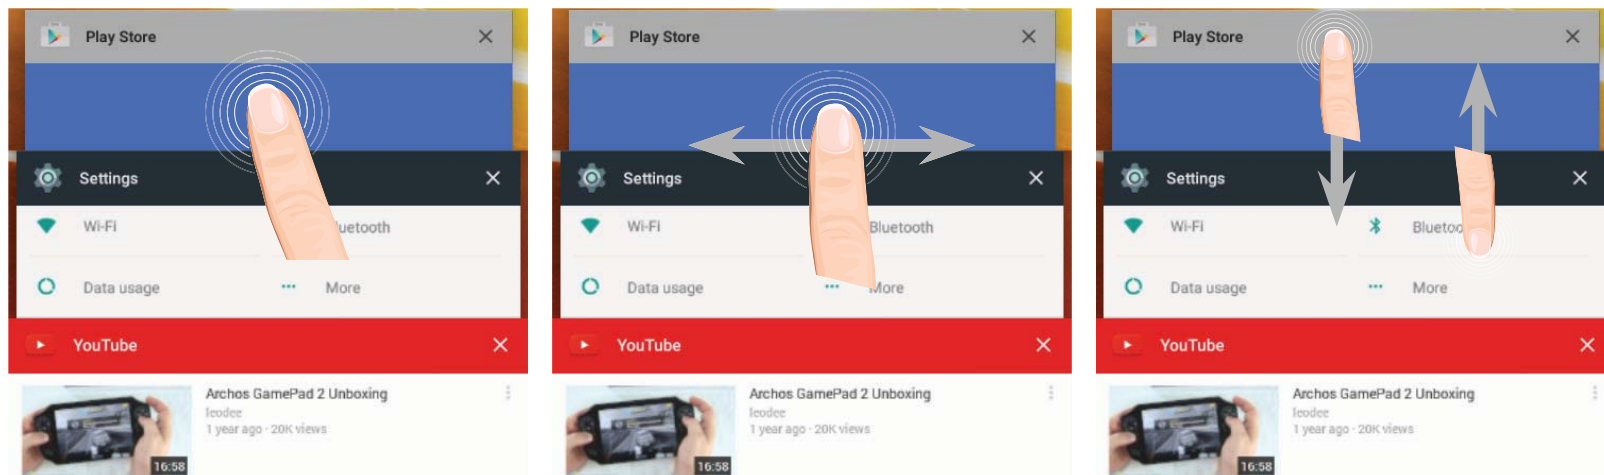 Play Store
Settings
Wi-Fi
uetooth
Data usage
More
YouTube
Archos GamePad 2 Unboxing
leodee
1 year ago · 20K views
16:58
Play Store
Settings
Wi-Fi
Bluetooth
Data usage
More
YouTube
Archos GamePad 2 Unboxing
leodee
1 year ago · 20K views
16:58
Play Store
Settings
Wi-Fi
Bluetoo
Data usage
More
YouTube
Archos GamePad 2 Unboxing
leodee
1 year ago · 20K views
16:58